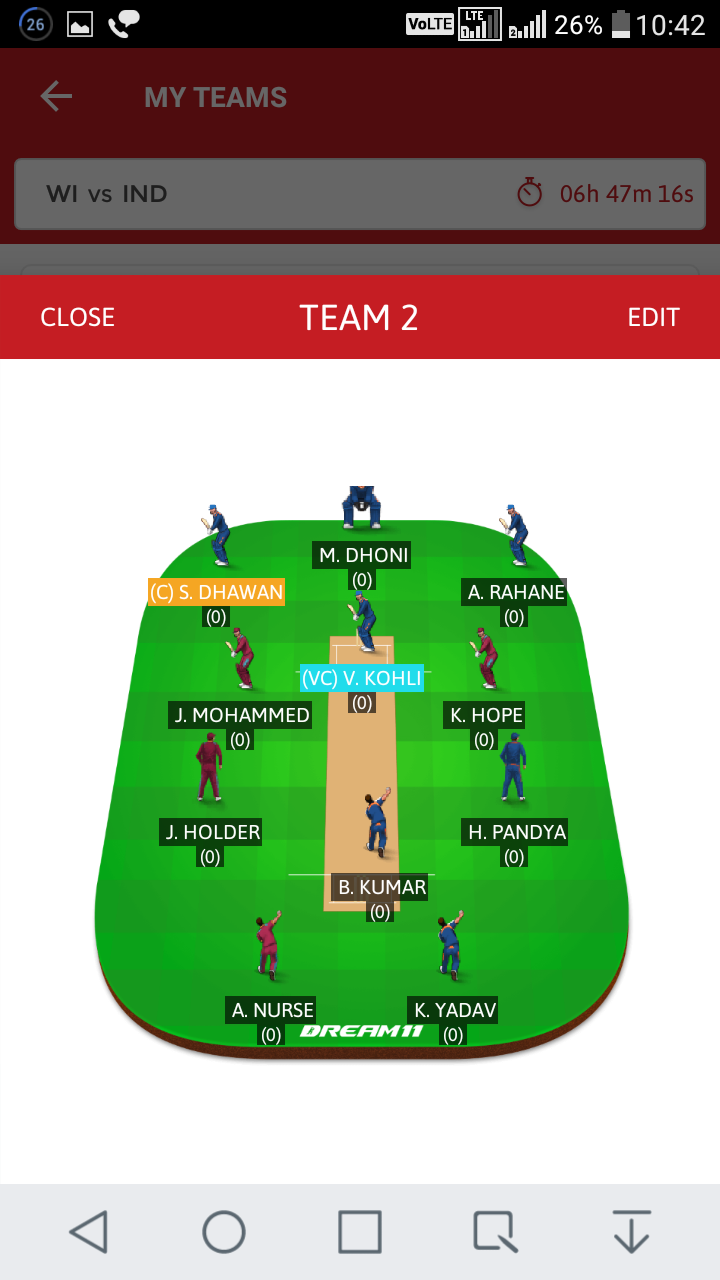 26
VoLTE
LTE
1
2
26%
10:42
MY TEAMS
WI vs IND
06h 47m 16s
CLOSE
TEAM 2
EDIT
M. DHONI
(0)
(C) S. DHAWAN
(0)
A. RAHANE
(0)
(VC) V. KOHLI
(0)
J. MOHAMMED
(0)
K. HOPE
(0)
J. HOLDER
(0)
H. PANDYA
(0)
B. KUMAR
(0)
A. NURSE
(0)
K. YADAV
(0)
DREAM11